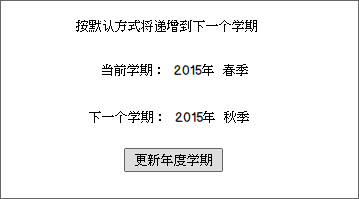 按默认方式将递增到下一个学期
当前学期： 2015年 春季
下一个学期： 2015年 秋季
更新年度学期